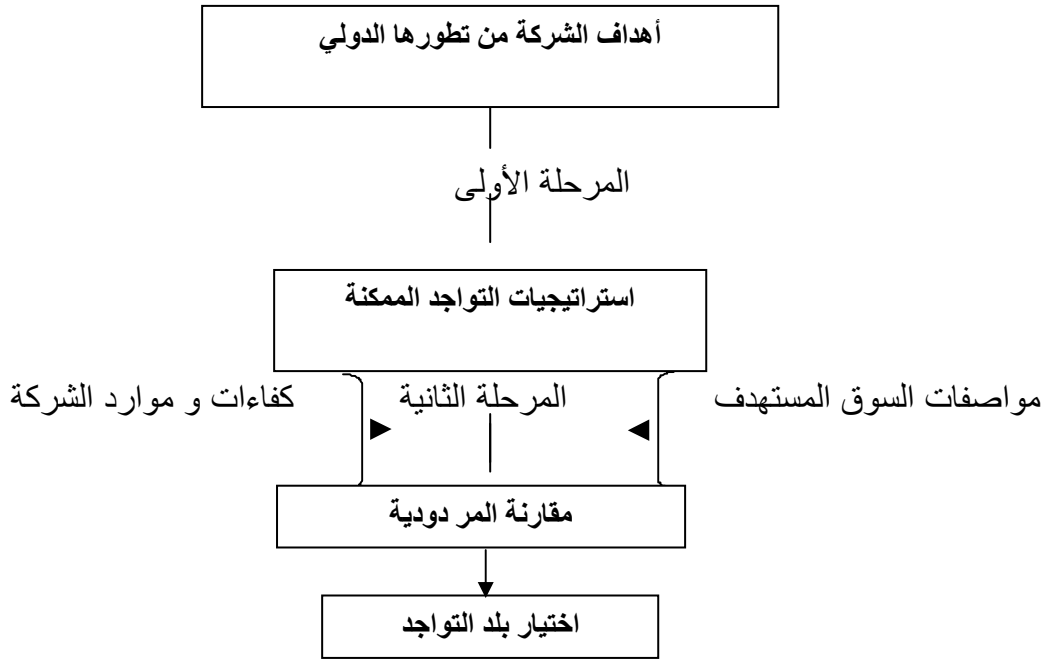 أهداف الشركة من تطورها الدولي
المرحلة الأولى
استراتيجيات التواجد الممكنة
مواصفات السوق المستهدف
المرحلة الثانية
كفاءات و موارد الشركة
مقارنة المر دودية
اختيار بلد التواجد